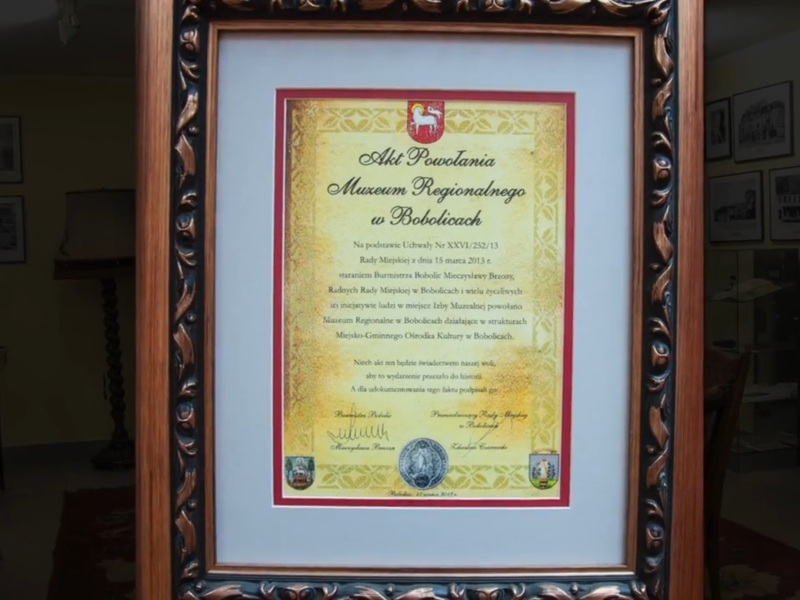 Akt Powołania
Muzeum Regionalnego
w Bobolicach
Na podstawie Uchwały Nr XXVI/252/13
Rady Miejskiej z dnia 15 marca 2013 r.
staraniem Burmistrza Bobolic Mieczysławy Brzozy,
Radnych Rady Miejskiej w Bobolicach i wielu życzliwych
tej inicjatywie ludzi w miejsce Izby Muzealnej powołano
Muzeum Regionalne w Bobolicach działające w strukturach
Miejsko-Gminnego Ośrodka Kultury w Bobolicach.
Niech akt ten będzie świadectwem naszej woli,
aby to wydarzenie przeszło do historii.
A dla udokumentowania tego faktu podpisali go:
Burmistrz Bobolic
Przewodniczący Rady Miejskiej
w Bobolicach
Mieczysława Brzoza